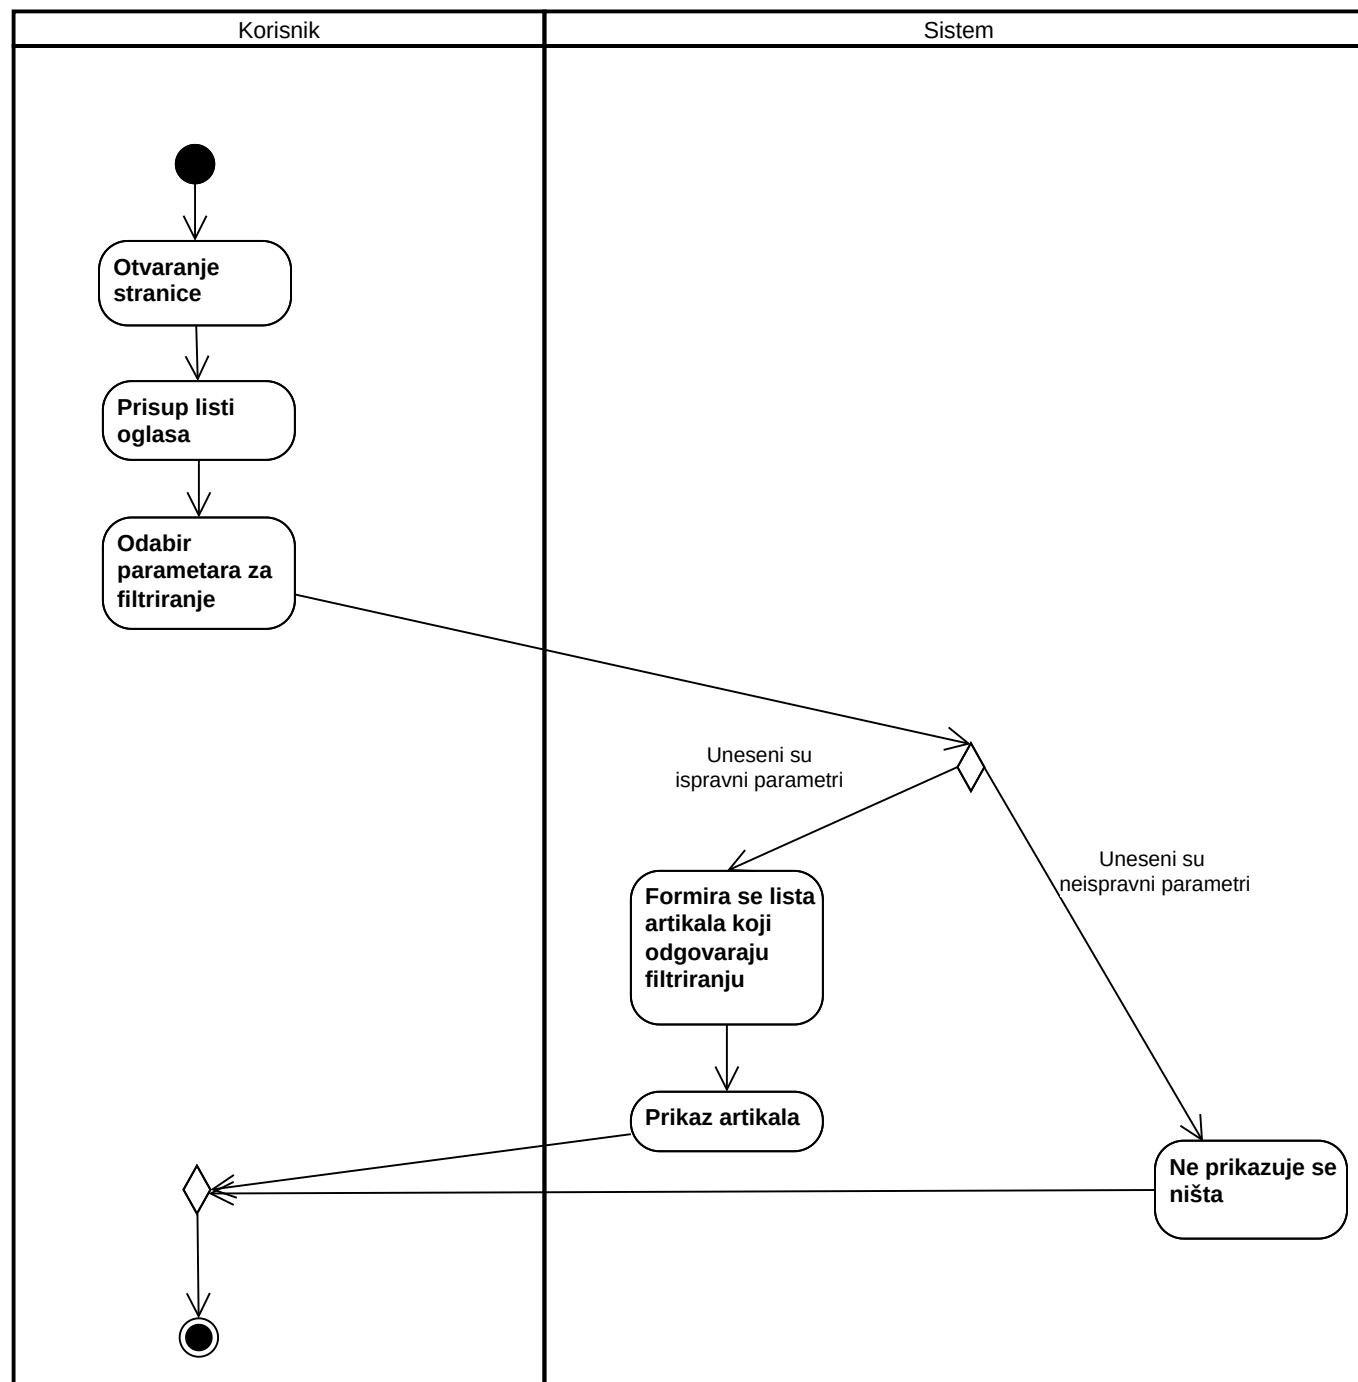 Korisnik
Sistem
Otvaranje
stranice
Prisup listi
oglasa
Odabir
parametara za
filtriranje
Uneseni su
ispravni parametri
Uneseni su
neispravni parametri
Formira se lista
artikala koji
odgovaraju
filtriranju
Prikaz artikala
Ne prikazuje se
ništa